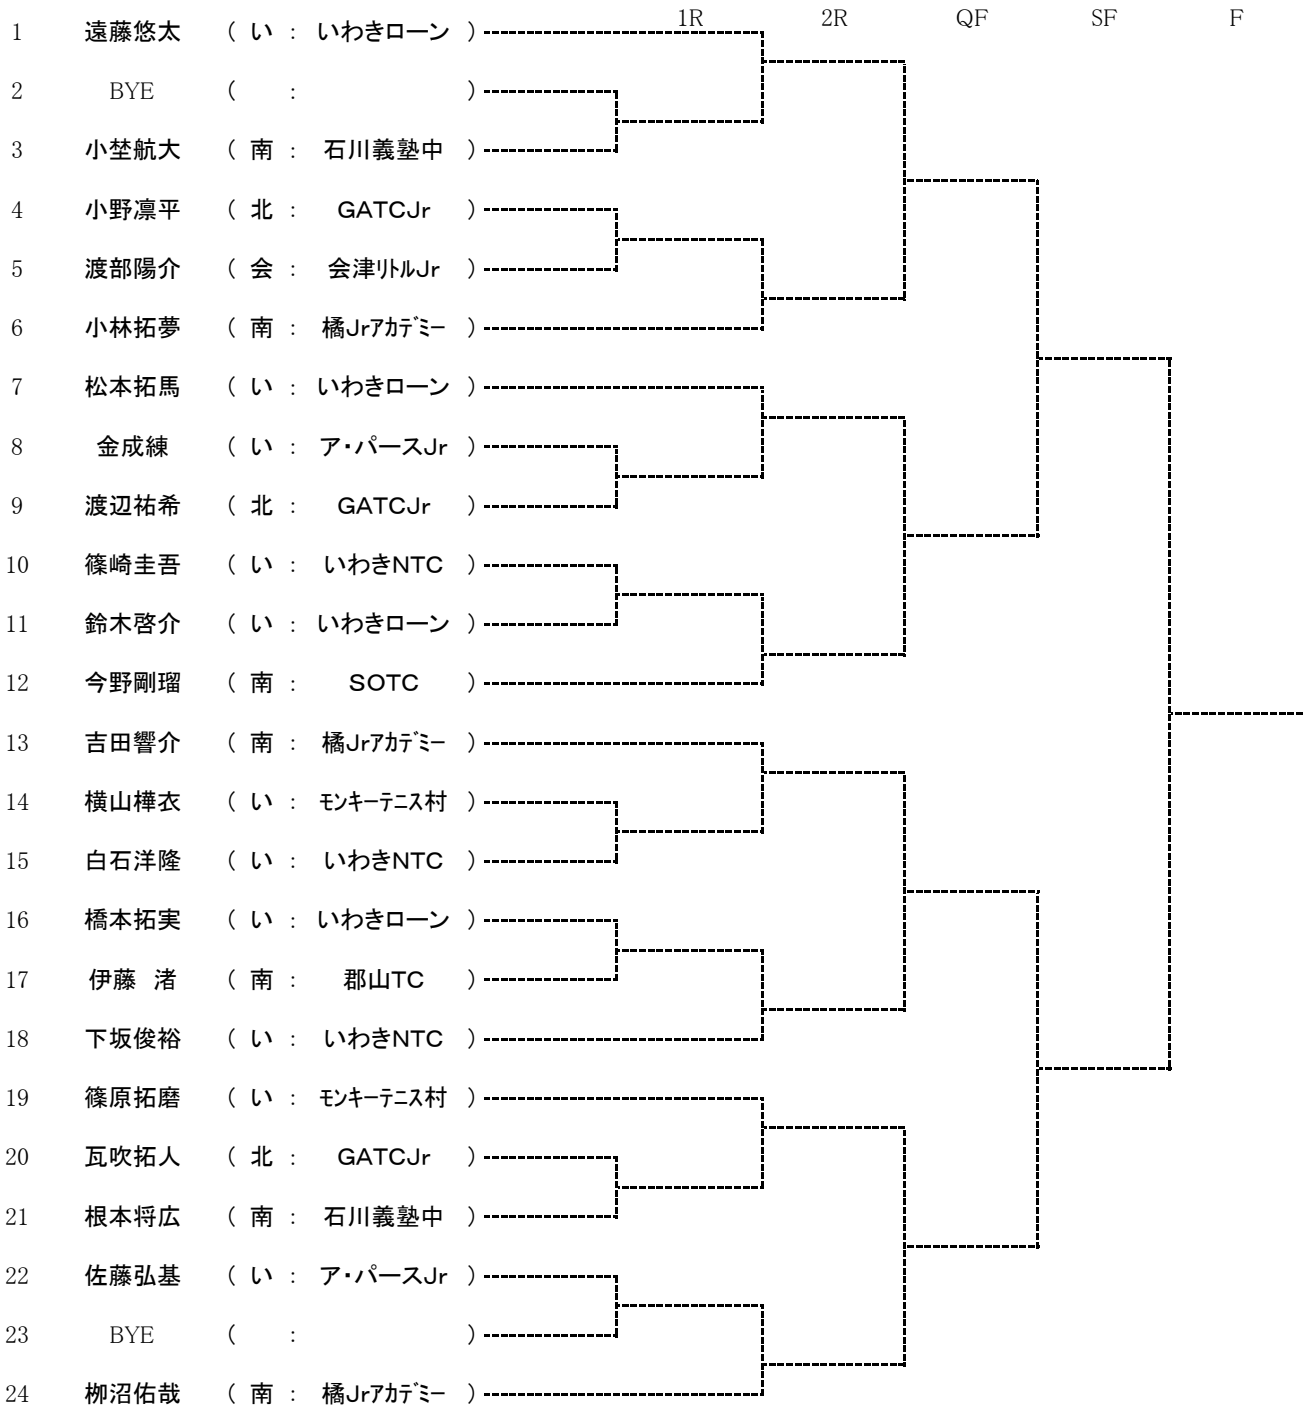 1R 2R QF SF F
1 遠藤悠太 ( い : いわきローン )
2 BYE ( : )
3 小埜航大 ( 南 : 石川義塾中 )
4 小野凛平 ( 北 : GATCJr )
5 渡部陽介 ( 会 : 会津ﾘﾄﾙJr )
6 小林拓夢 ( 南 : 橘Jrｱｶﾃﾞﾐｰ )
7 松本拓馬 ( い : いわきローン )
8 金成練 ( い : ア・パースJr )
9 渡辺祐希 ( 北 : GATCJr )
10 篠崎圭吾 ( い : いわきNTC )
11 鈴木啓介 ( い : いわきローン )
12 今野剛瑠 ( 南 : SOTC )
13 吉田響介 ( 南 : 橘Jrｱｶﾃﾞﾐｰ )
14 横山樺衣 ( い : ﾓﾝｷｰﾃﾆｽ村 )
15 白石洋隆 ( い : いわきNTC )
16 橋本拓実 ( い : いわきローン )
17 伊藤 渚 ( 南 : 郡山TC )
18 下坂俊裕 ( い : いわきNTC )
19 篠原拓磨 ( い : ﾓﾝｷｰﾃﾆｽ村 )
20 瓦吹拓人 ( 北 : GATCJr )
21 根本将広 ( 南 : 石川義塾中 )
22 佐藤弘基 ( い : ア・パースJr )
23 BYE ( : )
24 栁沼佑哉 ( 南 : 橘Jrｱｶﾃﾞﾐｰ )